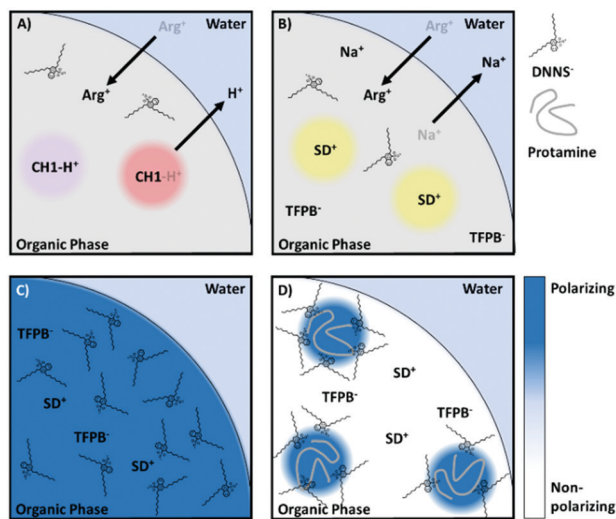 A)
Water
Arg⁺
Arg⁺
H⁺
CH1-H⁺
CH1-H⁺
Organic Phase
B)
Water
Na⁺
Arg⁺
Arg⁺
Na⁺
Na⁺
SD⁺
SD⁺
TFPB⁻
TFPB⁻
Organic Phase
DNNS⁻
Protamine
C)
Water
TFPB⁻
SD⁺
TFPB⁻
SD⁺
Organic Phase
D)
Water
SD⁺
TFPB⁻
TFPB⁻
SD⁺
Organic Phase
Polarizing
Non-
polarizing